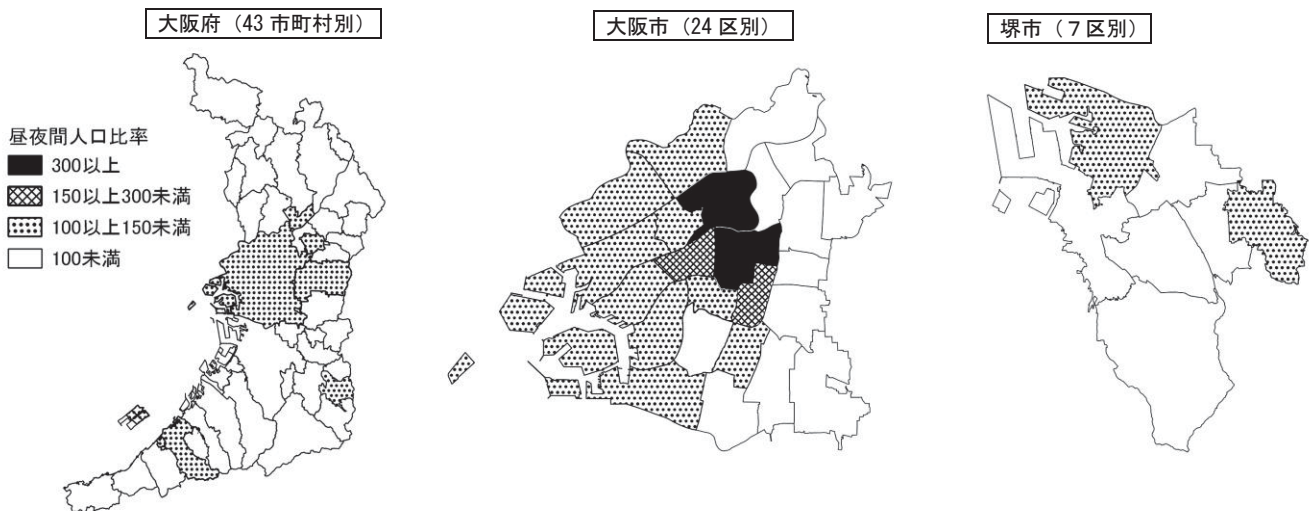 大阪府（43 市町村別）
大阪市（24 区別）
堺市（７区別）
昼夜間人口比率
300以上
150以上300未満
100以上150未満
100未満